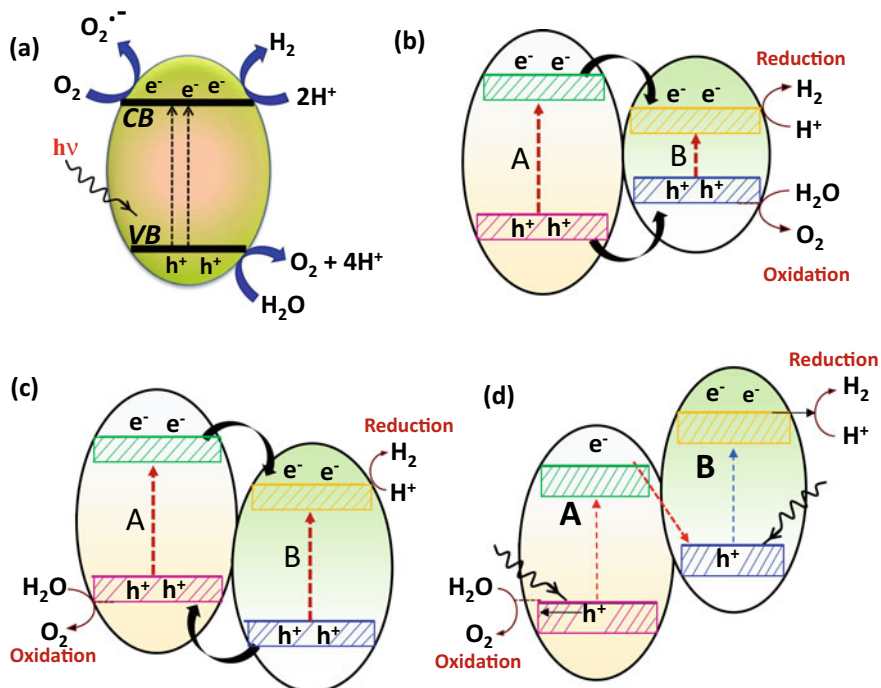 (a)
O₂•⁻
H₂
O₂
e⁻ e⁻ e⁻
2H⁺
CB
hν
VB
h⁺ h⁺
O₂ + 4H⁺
H₂O
(b)
e⁻ e⁻
Reduction
H₂
e⁻ e⁻
H⁺
A
B
h⁺ h⁺
H₂O
h⁺ h⁺
O₂
Oxidation
(c)
e⁻ e⁻
Reduction
H₂
e⁻ e⁻
H⁺
A
B
H₂O
h⁺ h⁺
O₂
Oxidation
h⁺ h⁺
(d)
Reduction
e⁻ e⁻
H₂
H⁺
e⁻
B
A
h⁺
H₂O
h⁺
O₂
Oxidation